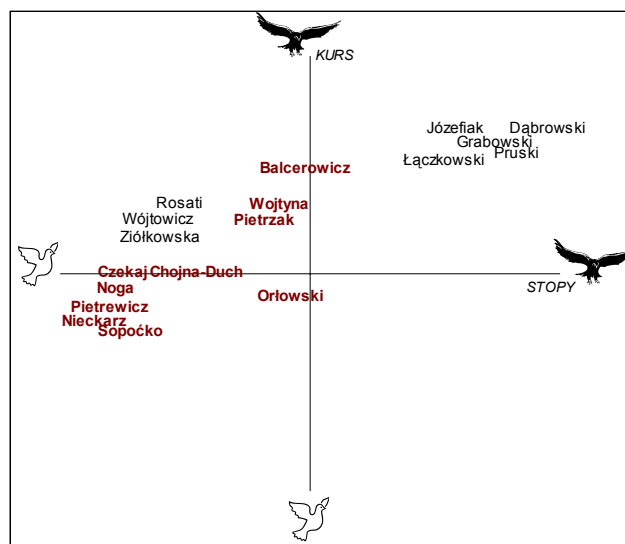 KURS
Józefiak Dąbrowski
Grabowski
Pruski
Łączkowski
Balcerowicz
Rosati Wojtyna
Wójtowicz Pietrzak
Ziółkowska
Czekaj Chojna-Duch
STOPY
Noga
Orłowski
Pietrewicz
Nieckarz
Sopoćko